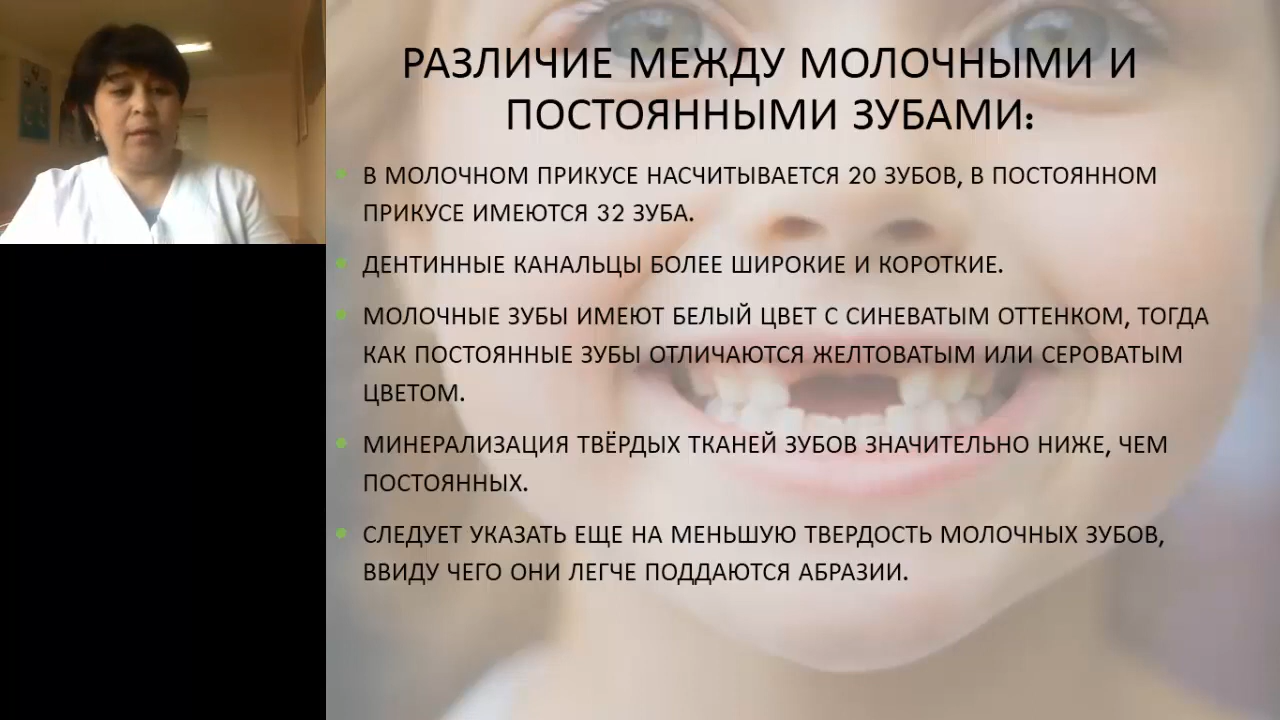 РАЗЛИЧИЕ МЕЖДУ МОЛОЧНЫМИ И
ПОСТОЯННЫМИ ЗУБАМИ:
В МОЛОЧНОМ ПРИКУСЕ НАСЧИТЫВАЕТСЯ 20 ЗУБОВ, В ПОСТОЯННОМ
ПРИКУСЕ ИМЕЮТСЯ 32 ЗУБА.
ДЕНТИННЫЕ КАНАЛЬЦЫ БОЛЕЕ ШИРОКИЕ И КОРОТКИЕ.
МОЛОЧНЫЕ ЗУБЫ ИМЕЮТ БЕЛЫЙ ЦВЕТ С СИНЕВАТЫМ ОТТЕНКОМ, ТОГДА
КАК ПОСТОЯННЫЕ ЗУБЫ ОТЛИЧАЮТСЯ ЖЕЛТОВАТЫМ ИЛИ СЕРОВАТЫМ
ЦВЕТОМ.
МИНЕРАЛИЗАЦИЯ ТВЁРДЫХ ТКАНЕЙ ЗУБОВ ЗНАЧИТЕЛЬНО НИЖЕ, ЧЕМ
ПОСТОЯННЫХ.
СЛЕДУЕТ УКАЗАТЬ ЕЩЕ НА МЕНЬШУЮ ТВЕРДОСТЬ МОЛОЧНЫХ ЗУБОВ,
ВВИДУ ЧЕГО ОНИ ЛЕГЧЕ ПОДДАЮТСЯ АБРАЗИИ.